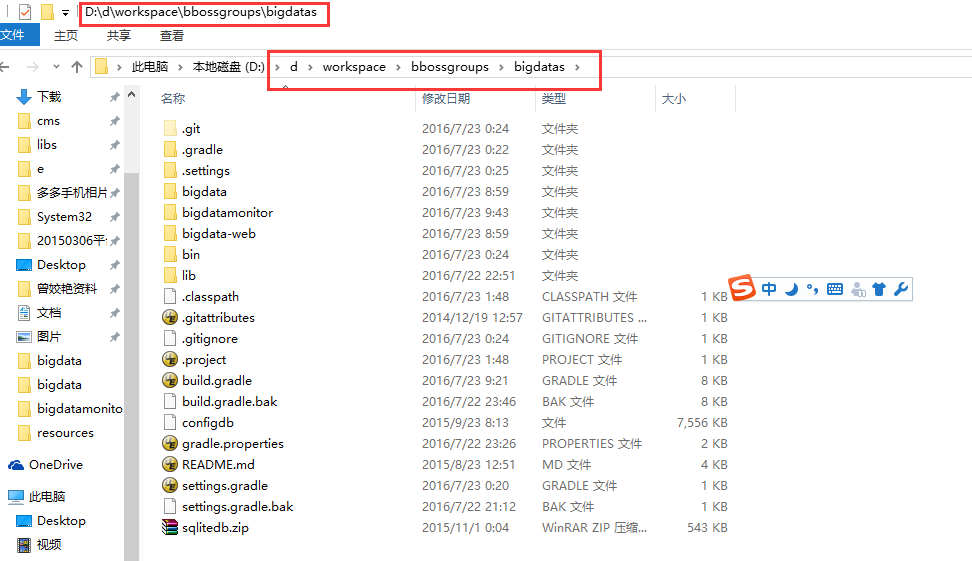 D:\d\workspace\bbossgroups\bigdatas
文件 主页 共享 查看
此电脑 本地磁盘 (D:) d workspace bbossgroups bigdatas
名称 修改日期 类型 大小
下载
cms
libs
e
多多手机相片
System32
20150306平
Desktop
曾姣艳资料
文档
图片
bigdata
bigdata
bigdatamonito
resources
OneDrive
此电脑
Desktop
视频
.git 2016/7/23 0:24 文件夹
.gradle 2016/7/23 0:22 文件夹
.settings 2016/7/23 0:25 文件夹
bigdata 2016/7/23 8:59 文件夹
bigdatamonitor 2016/7/23 9:43 文件夹
bigdata-web 2016/7/23 8:59 文件夹
bin 2016/7/23 0:24 文件夹
lib 2016/7/22 22:51 文件夹
.classpath 2016/7/23 1:48 CLASSPATH 文件 1 KB
.gitattributes 2014/12/19 12:57 GITATTRIBUTES ... 1 KB
.gitignore 2016/7/23 0:24 GITIGNORE 文件 1 KB
.project 2016/7/23 1:48 PROJECT 文件 1 KB
build.gradle 2016/7/23 9:21 GRADLE 文件 8 KB
build.gradle.bak 2016/7/22 23:46 BAK 文件 8 KB
configdb 2015/9/23 8:13 文件 7,556 KB
gradle.properties 2016/7/22 23:26 PROPERTIES 文件 2 KB
README.md 2015/8/23 12:51 MD 文件 4 KB
settings.gradle 2016/7/23 0:20 GRADLE 文件 1 KB
settings.gradle.bak 2016/7/22 21:12 BAK 文件 1 KB
sqlitedb.zip 2015/11/1 0:04 WinRAR ZIP 压缩... 543 KB
S 中